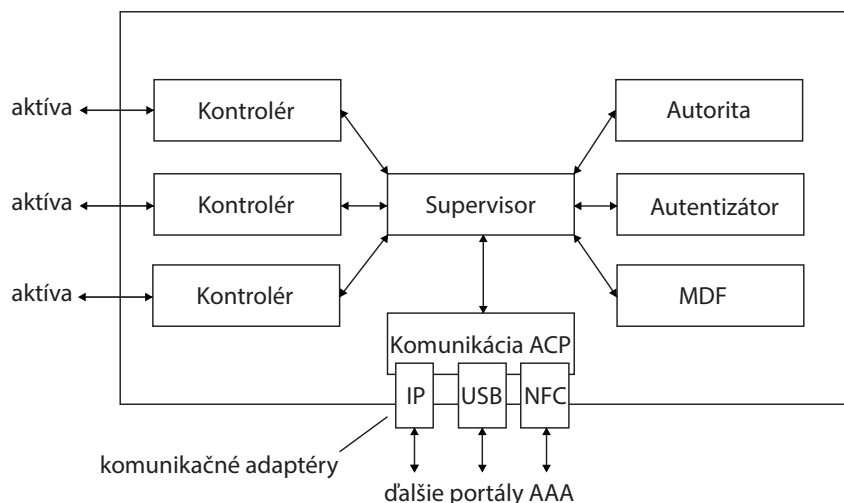 aktíva
Kontrolér
Autorita
aktíva
Kontrolér
Supervisor
Autentizátor
aktíva
Kontrolér
MDF
Komunikácia ACP
IP
USB
NFC
komunikačné adaptéry
ďalšie portály AAA